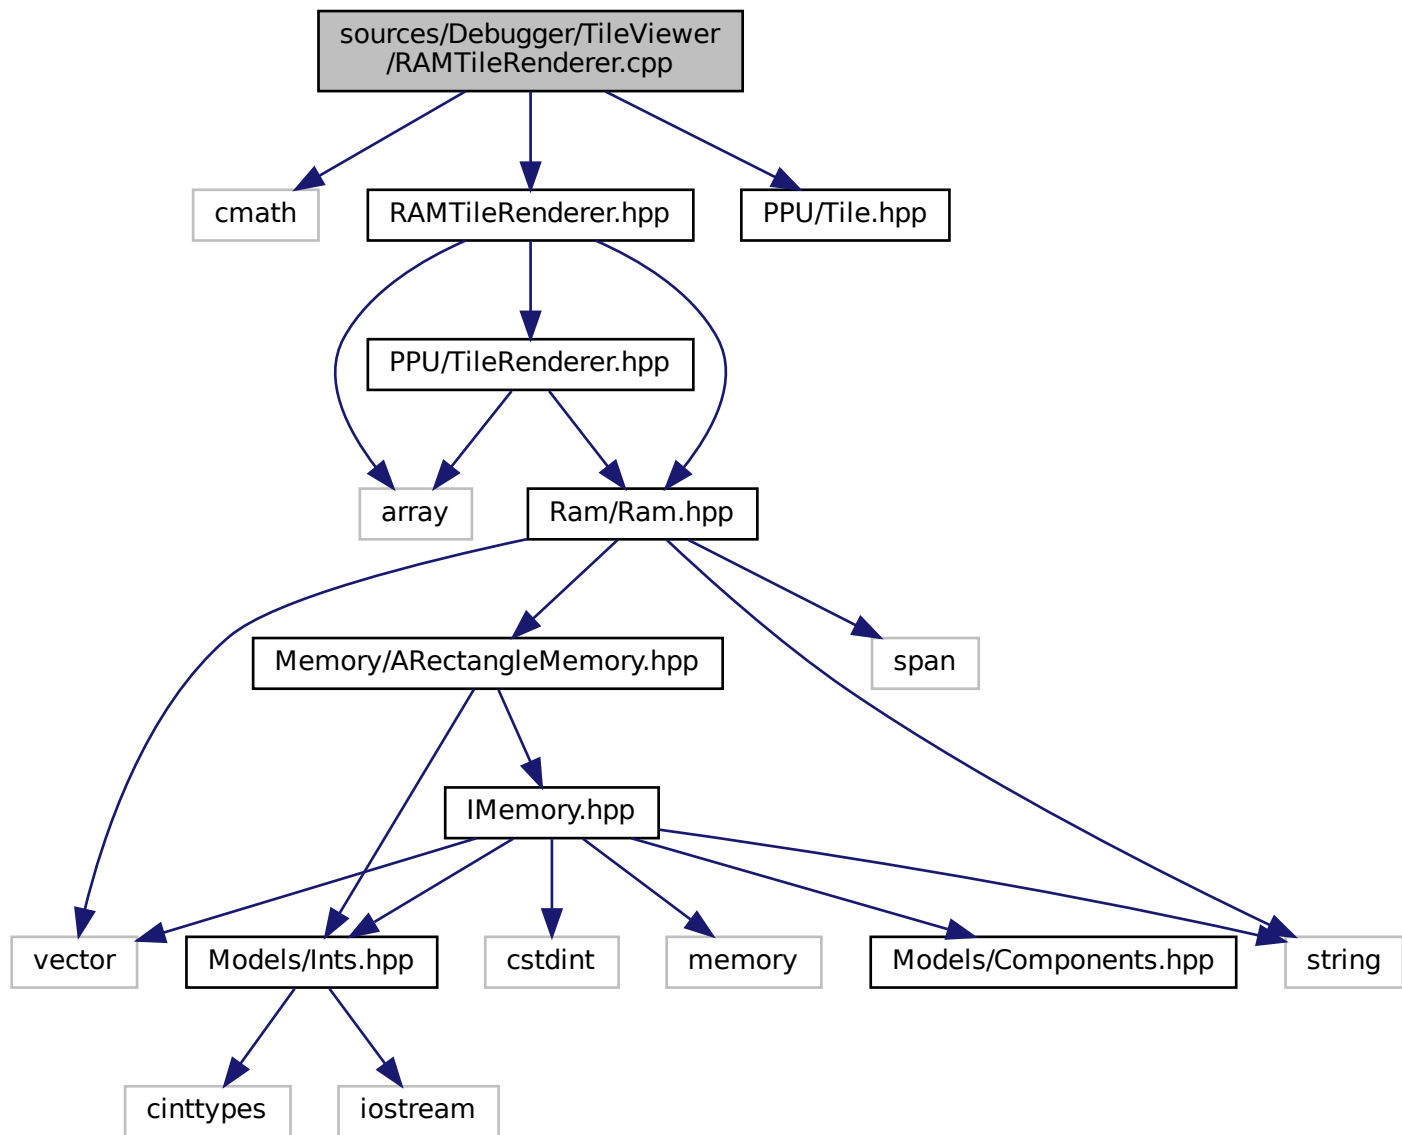 sources/Debugger/TileViewer
/RAMTileRenderer.cpp
cmath
RAMTileRenderer.hpp
PPU/Tile.hpp
PPU/TileRenderer.hpp
array
Ram/Ram.hpp
Memory/ARectangleMemory.hpp
span
IMemory.hpp
vector
Models/Ints.hpp
cstdint
memory
Models/Components.hpp
string
cinttypes
iostream